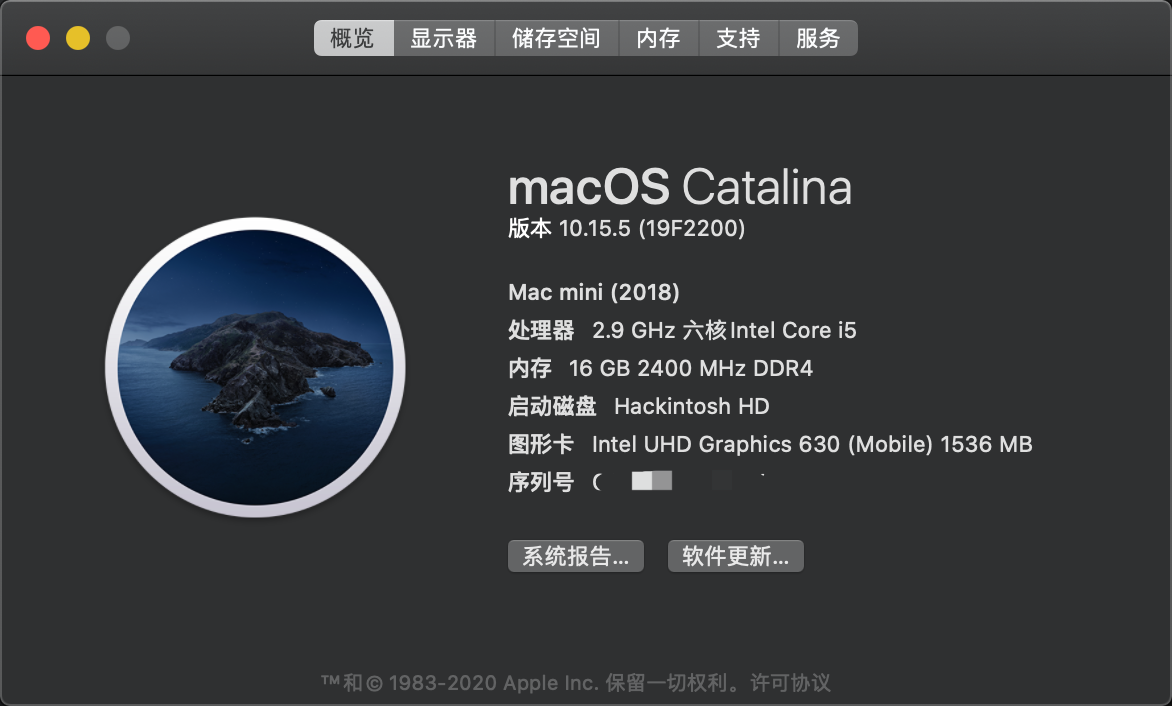 概览 显示器 储存空间 内存 支持 服务
macOS Catalina
版本 10.15.5 (19F2200)
Mac mini (2018)
处理器 2.9 GHz 六核Intel Core i5
内存 16 GB 2400 MHz DDR4
启动磁盘 Hackintosh HD
图形卡 Intel UHD Graphics 630 (Mobile) 1536 MB
序列号
系统报告... 软件更新...
™和© 1983-2020 Apple Inc. 保留一切权利。许可协议